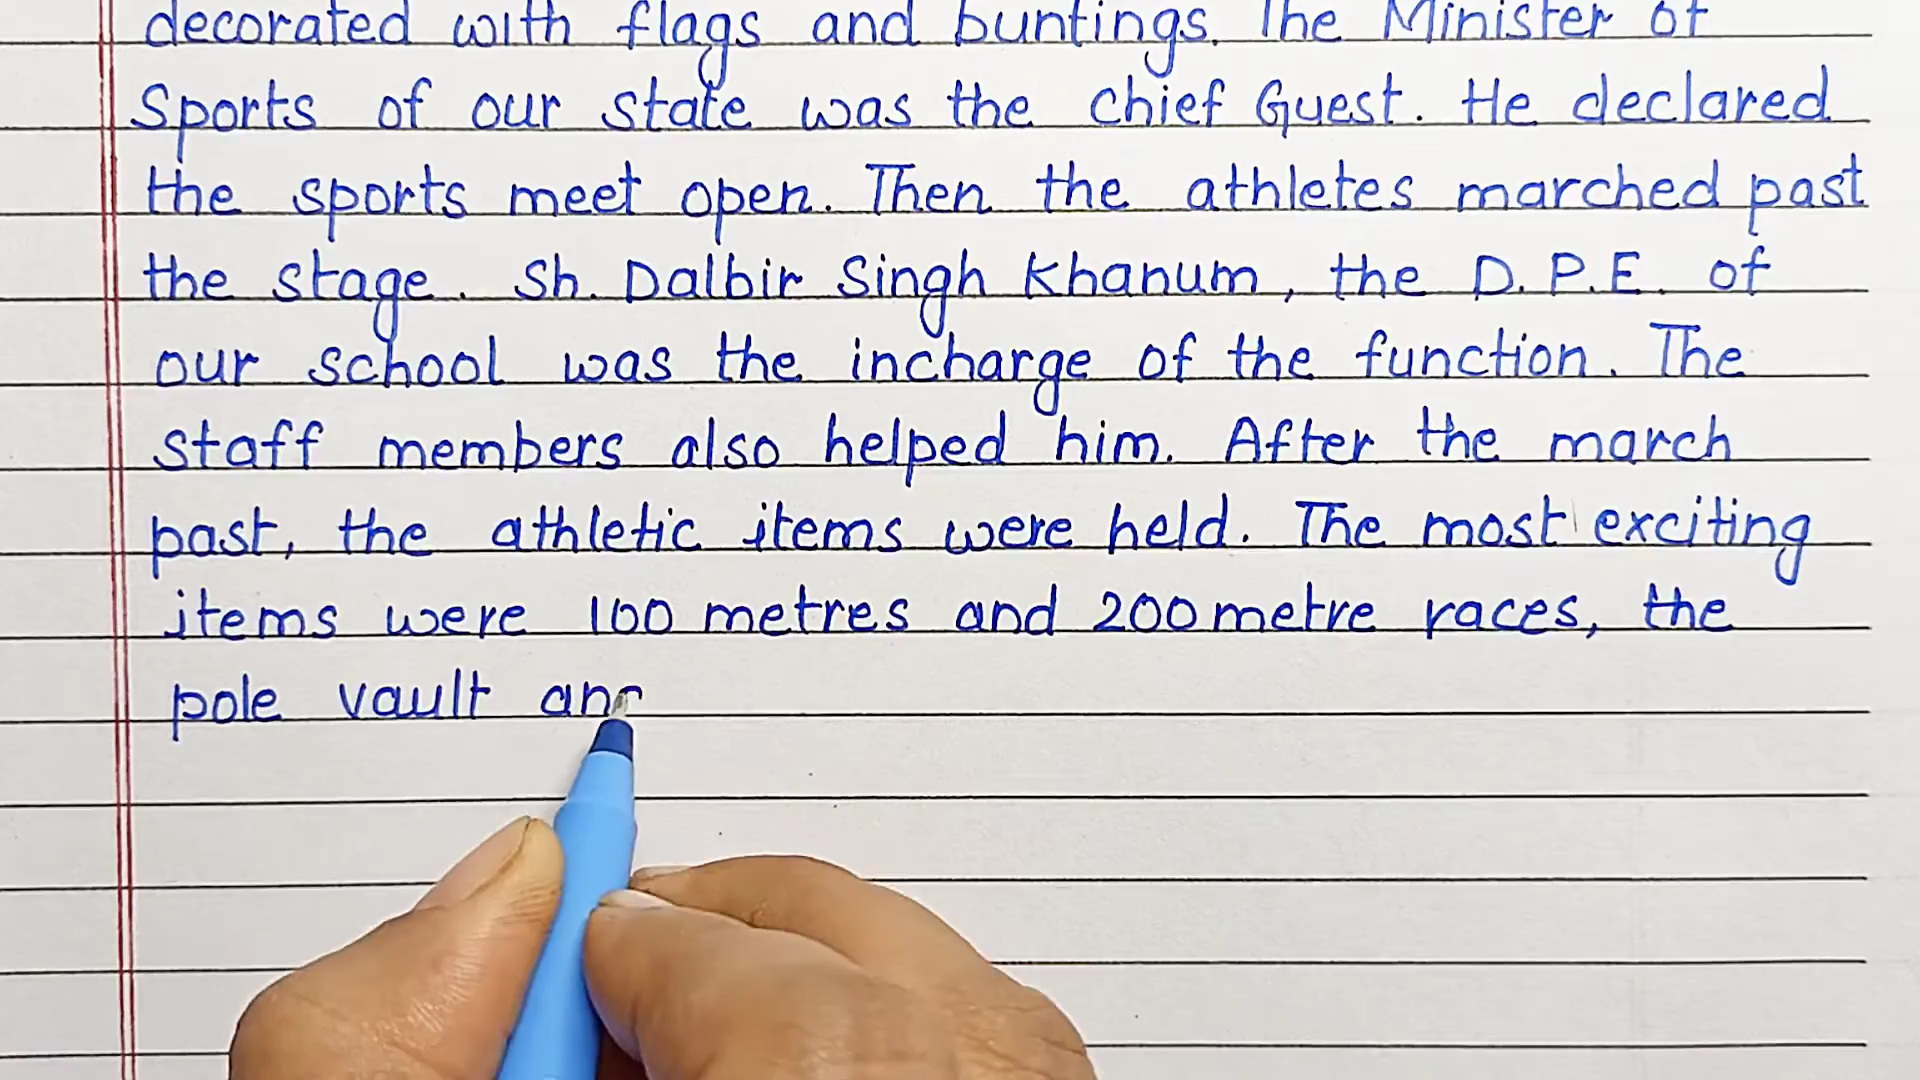 decorated with flags and buntings. The Minister of
Sports of our state was the Chief Guest. He declared
the sports meet open. Then the athletes marched past
the stage. Sh. Dalbir Singh Khanum, the D.P.E. of
our school was the incharge of the function. The
staff members also helped him. After the march
past, the athletic items were held. The most exciting
items were 100 metres and 200 metre races, the
pole vault an